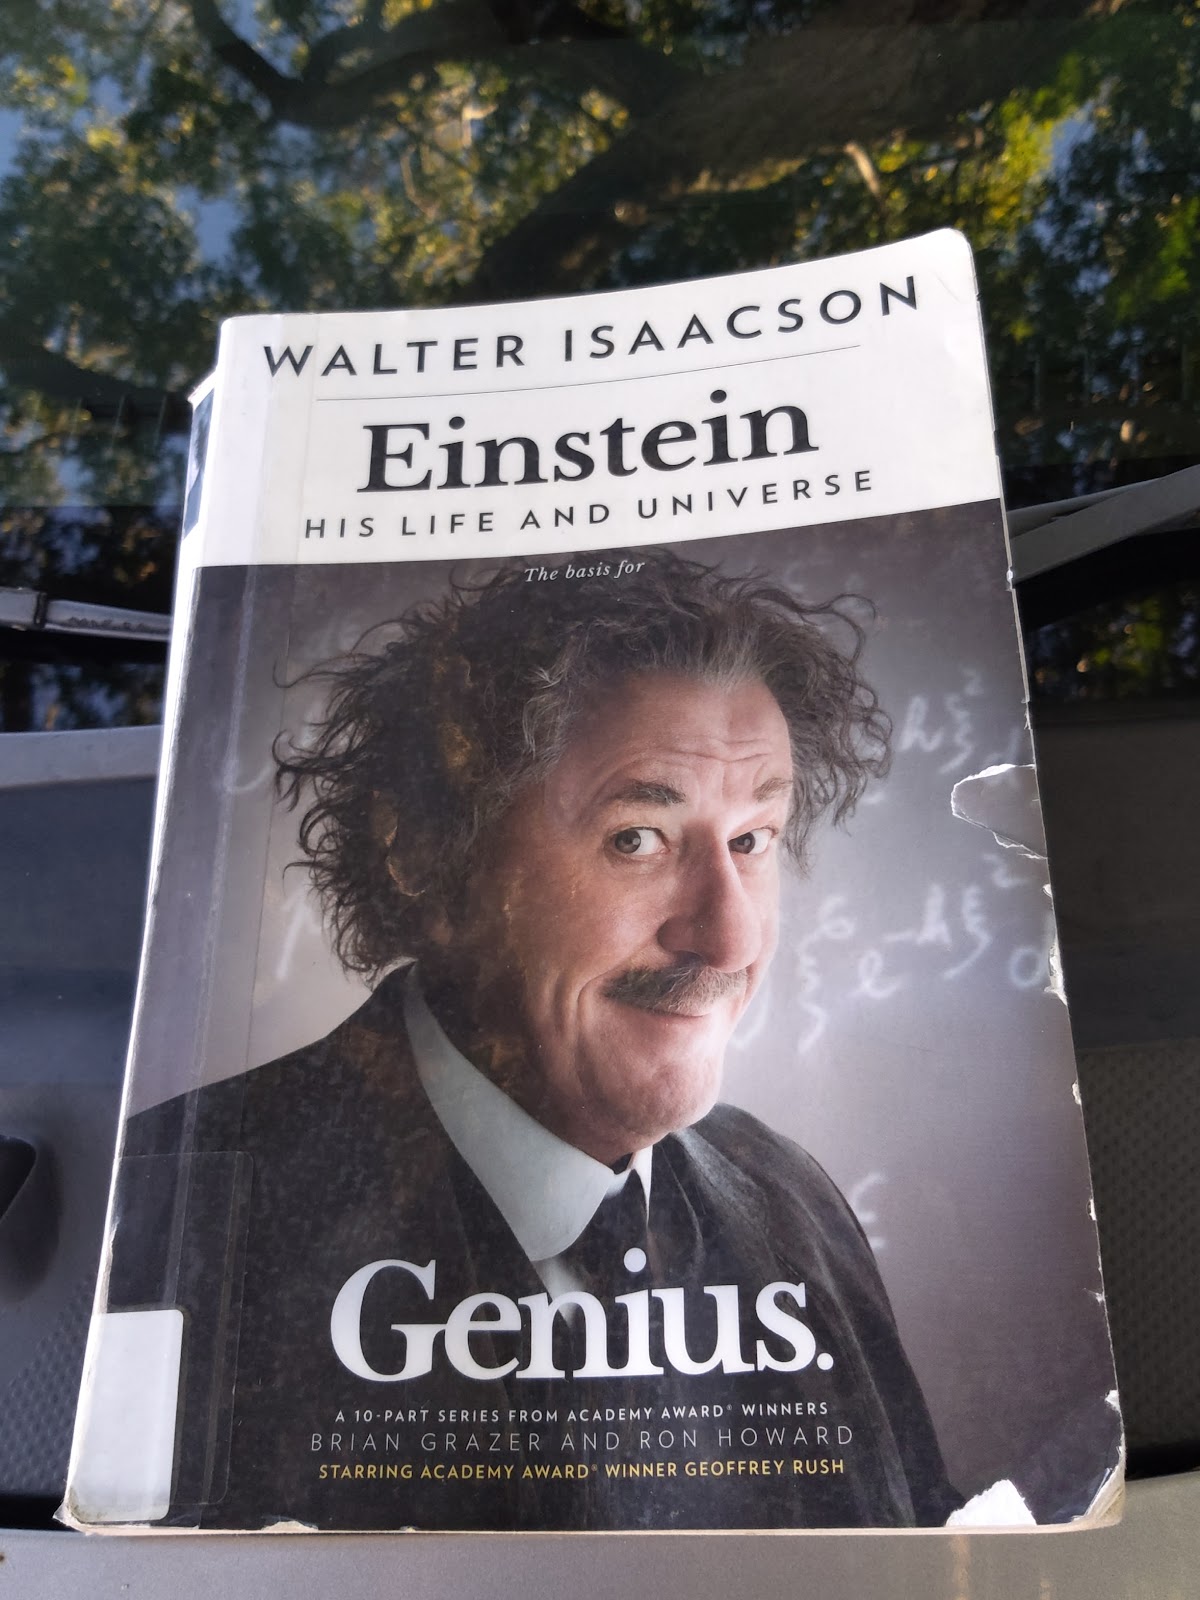 WALTER ISAACSON
Einstein
HIS LIFE AND UNIVERSE
The basis for
Genius.
A 10-PART SERIES FROM ACADEMY AWARD® WINNERS
BRIAN GRAZER AND RON HOWARD
STARRING ACADEMY AWARD® WINNER GEOFFREY RUSH